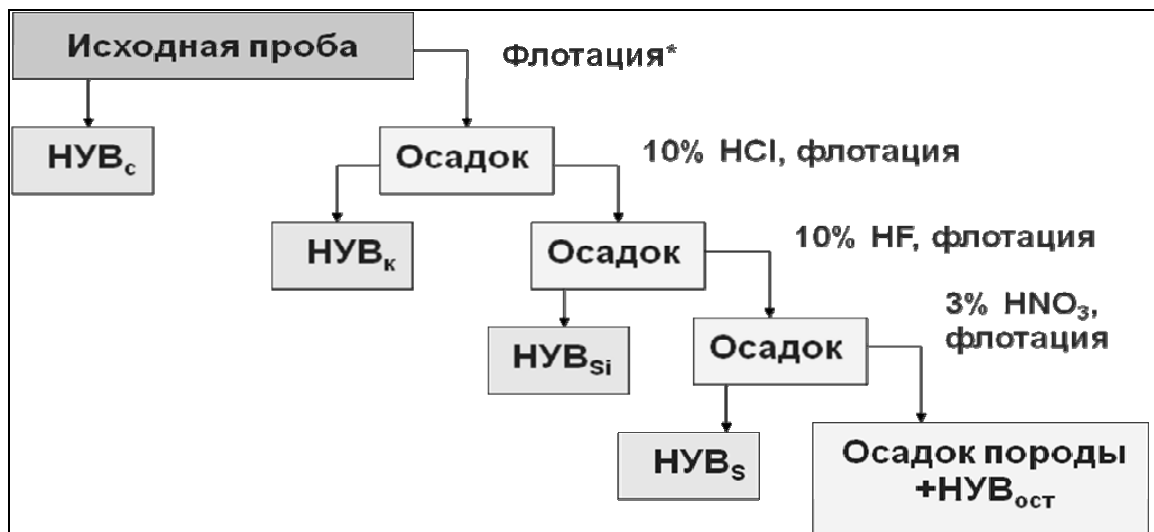 Исходная проба
Флотация*
НУВс
Осадок
10% HCl, флотация
НУВк
Осадок
10% HF, флотация
НУВSi
Осадок
3% HNO3,
флотация
НУВS
Осадок породы
+НУВост